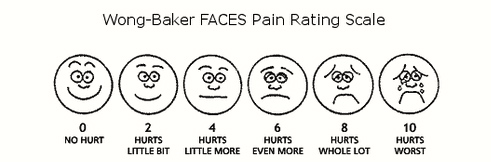 Wong-Baker FACES Pain Rating Scale
0 2 4 6 8 10
NO HURT HURTS HURTS HURTS HURTS HURTS
LITTLE BIT LITTLE MORE EVEN MORE WHOLE LOT WORST